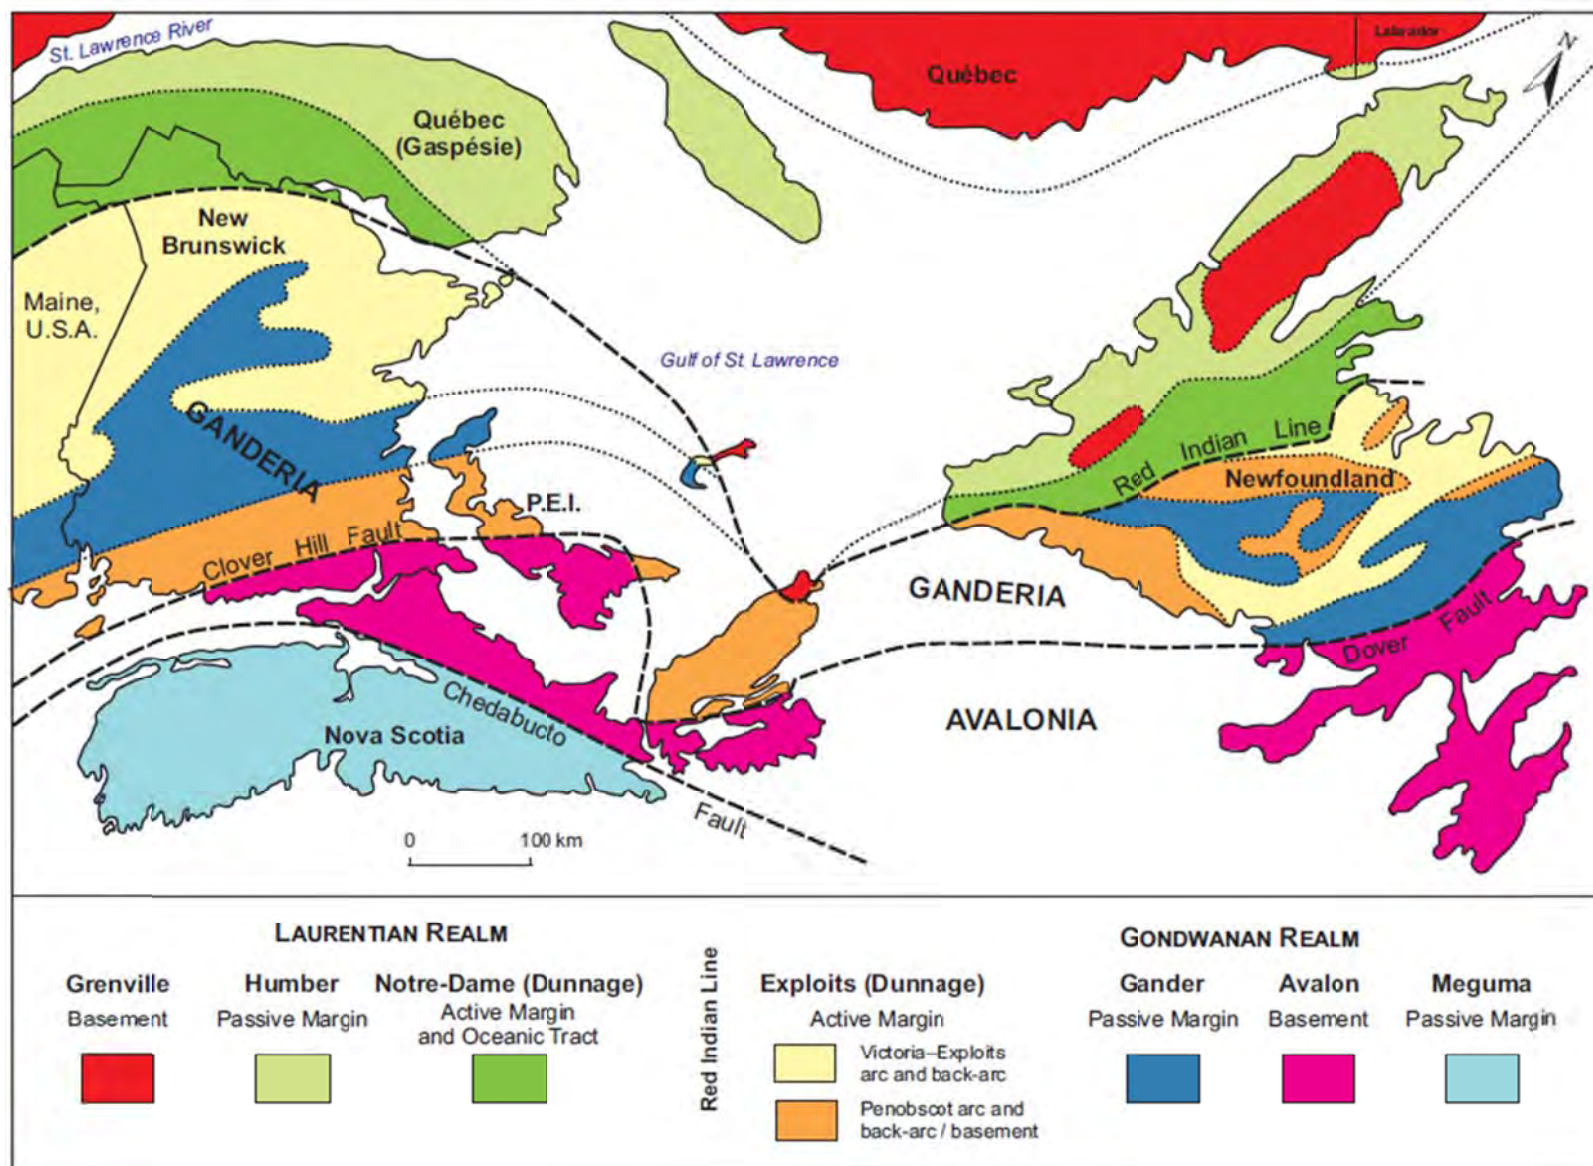 St. Lawrence River
Québec
Labrador
N
Québec
(Gaspésie)
New
Brunswick
Maine,
U.S.A.
Gulf of St. Lawrence
GANDERIA
Red Indian Line
Newfoundland
P.E.I.
Clover Hill Fault
GANDERIA
Dover Fault
AVALONIA
Chedabucto Fault
Nova Scotia
0 100 km
LAURENTIAN REALM
Grenville
Basement
Humber
Passive Margin
Notre-Dame (Dunnage)
Active Margin
and Oceanic Tract
Red Indian Line
Exploits (Dunnage)
Active Margin
Victoria–Exploits
arc and back-arc
Penobscot arc and
back-arc / basement
GONDWANAN REALM
Gander
Passive Margin
Avalon
Basement
Meguma
Passive Margin